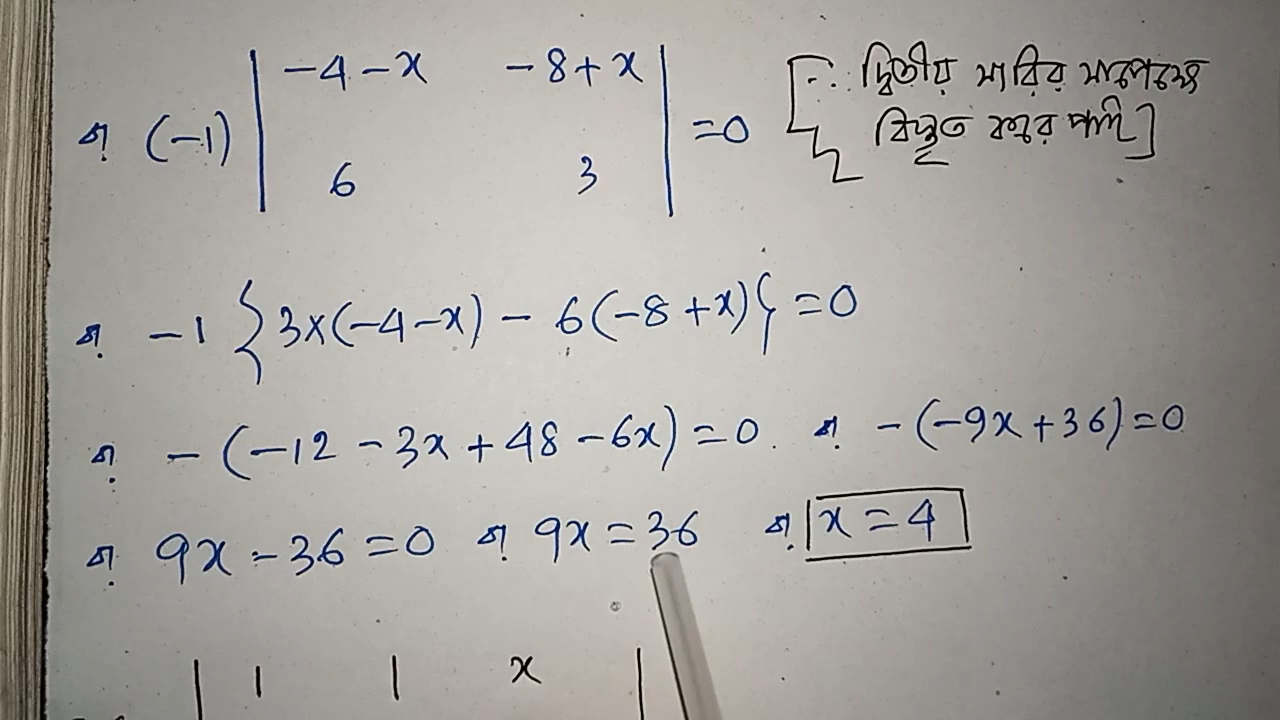 বা, (-1) | -4-x -8+x | =0 [∵ দ্বিতীয় সারির সাপেক্ষে
6 3 বিস্তৃত করে পাই]
বা, -1 {3×(-4-x) - 6(-8+x)} =0
বা, -(-12-3x+48-6x)=0. বা, -(-9x+36)=0
বা, 9x-36=0 বা, 9x=36 বা, x=4
| 1 1 x |